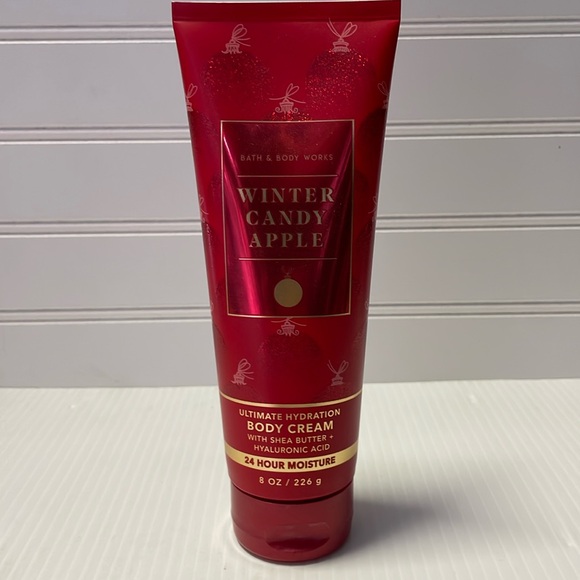 BATH & BODY WORKS
WINTER
CANDY
APPLE
ULTIMATE HYDRATION
BODY CREAM
WITH SHEA BUTTER +
HYALURONIC ACID
24 HOUR MOISTURE
8 OZ / 226 g